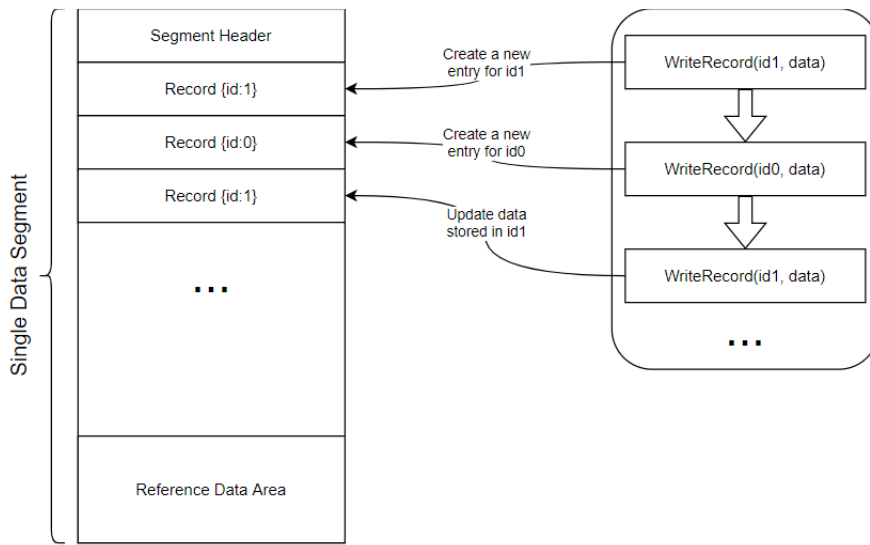 Segment Header
Record {id:1}
Record {id:0}
Record {id:1}
...
Reference Data Area
Single Data Segment
Create a new
entry for id1
Create a new
entry for id0
Update data
stored in id1
WriteRecord(id1, data)
WriteRecord(id0, data)
WriteRecord(id1, data)
...